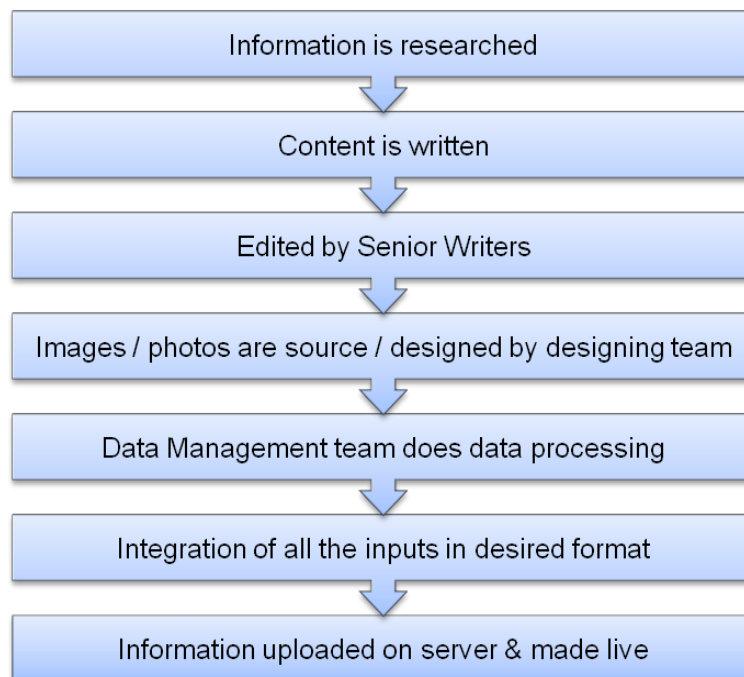 Information is researched
Content is written
Edited by Senior Writers
Images / photos are source / designed by designing team
Data Management team does data processing
Integration of all the inputs in desired format
Information uploaded on server & made live